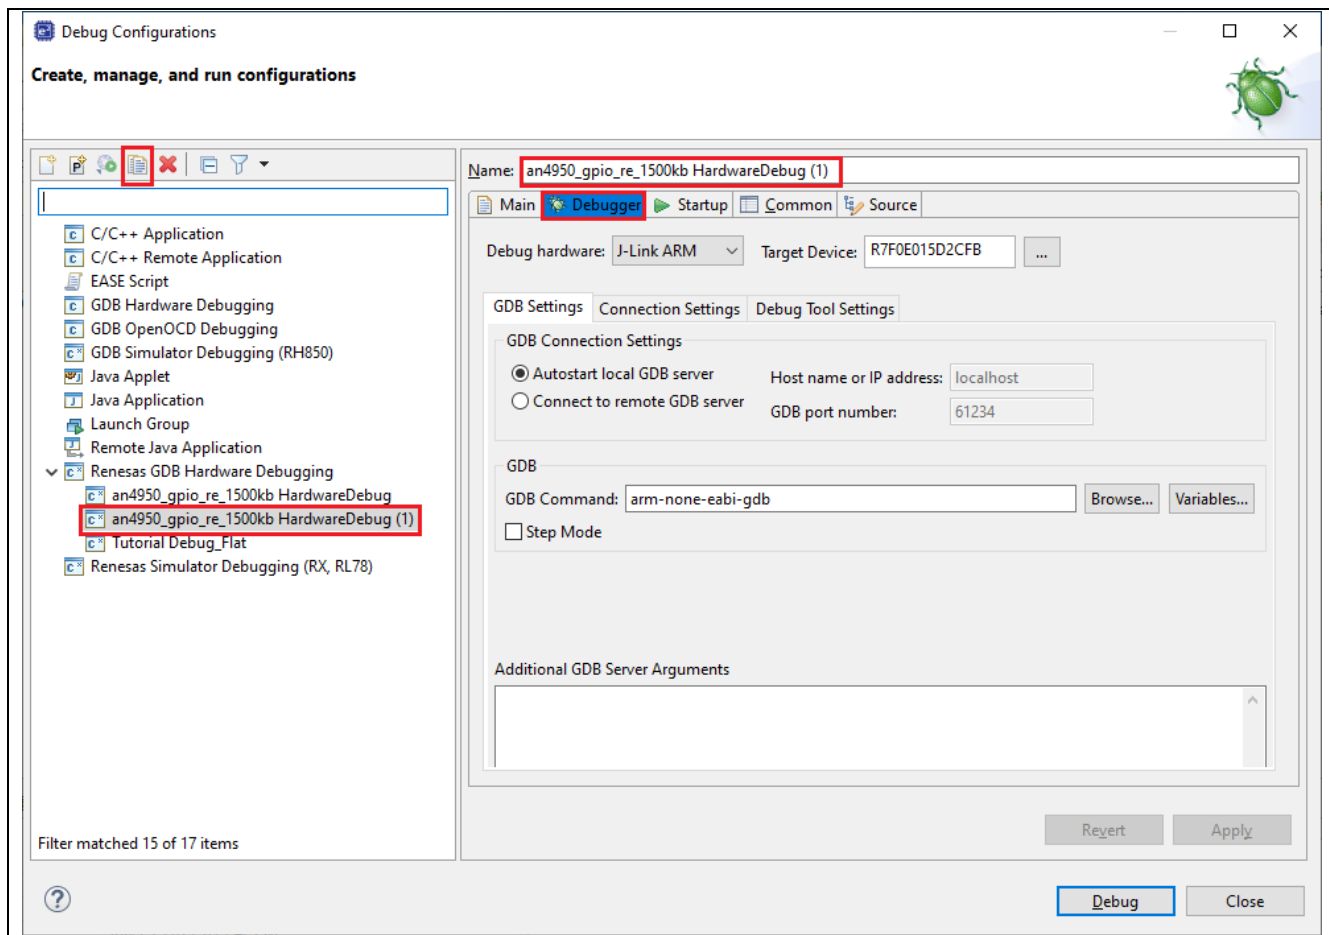 Debug Configurations
Create, manage, and run configurations
C/C++ Application
C/C++ Remote Application
EASE Script
GDB Hardware Debugging
GDB OpenOCD Debugging
GDB Simulator Debugging (RH850)
Java Applet
Java Application
Launch Group
Remote Java Application
Renesas GDB Hardware Debugging
an4950_gpio_re_1500kb HardwareDebug
an4950_gpio_re_1500kb HardwareDebug (1)
Tutorial Debug_Flat
Renesas Simulator Debugging (RX, RL78)
Filter matched 15 of 17 items
Name: an4950_gpio_re_1500kb HardwareDebug (1)
Main Debugger Startup Common Source
Debug hardware: J-Link ARM Target Device: R7F0E015D2CFB ...
GDB Settings Connection Settings Debug Tool Settings
GDB Connection Settings
Autostart local GDB server Host name or IP address: localhost
Connect to remote GDB server GDB port number: 61234
GDB
GDB Command: arm-none-eabi-gdb Browse... Variables...
Step Mode
Additional GDB Server Arguments
Revert Apply
Debug Close